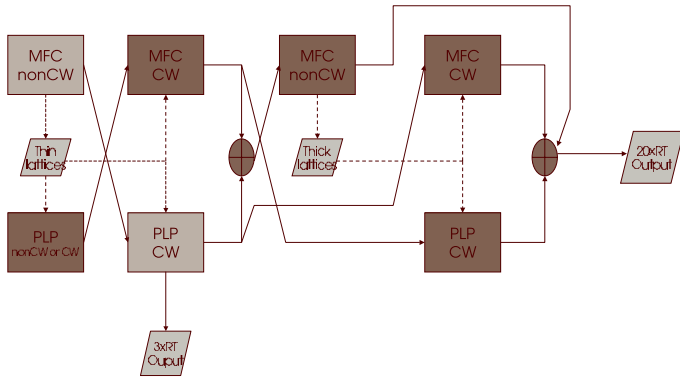 MFC
nonCW
MFC
CW
MFC
nonCW
MFC
CW
Thin
lattices
Thick
lattices
20xRT
Output
PLP
nonCW or CW
PLP
CW
PLP
CW
3xRT
Ouput